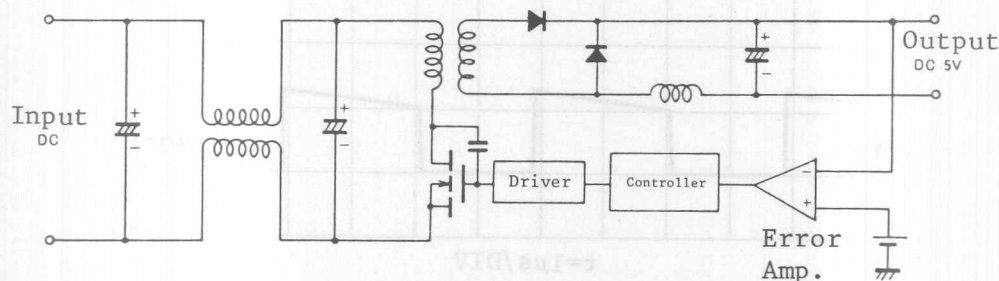 Input
DC
+
−
+
−
+
−
Output
DC 5V
Driver
Controller
−
+
Error
Amp.
t=1μs/DIV